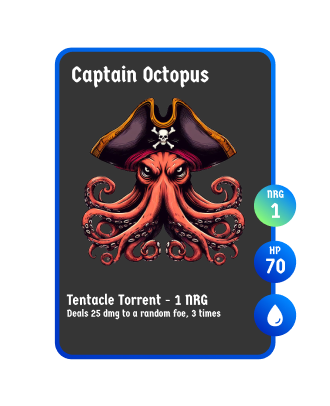 Captain Octopus
NRG
1
HP
70
Tentacle Torrent - 1 NRG
Deals 25 dmg to a random foe, 3 times